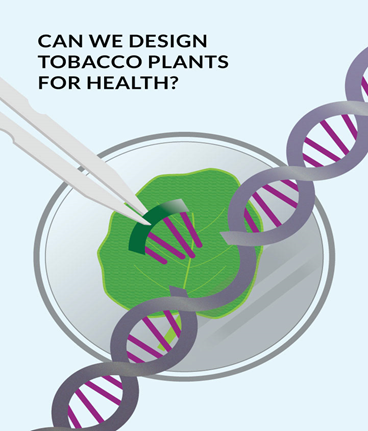 CAN WE DESIGN
TOBACCO PLANTS
FOR HEALTH?